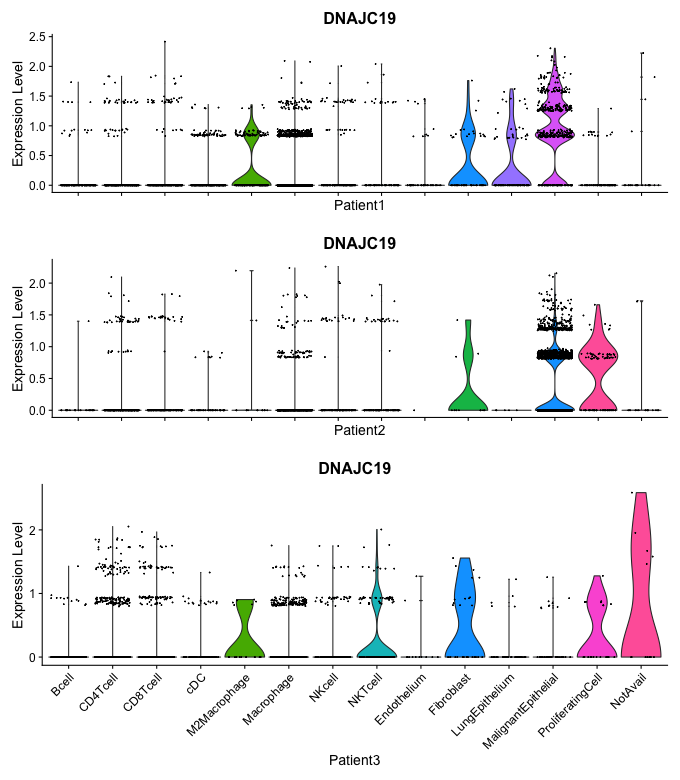 DNAJC19
Expression Level
2.5
2.0
1.5
1.0
0.5
0.0
Patient1
DNAJC19
Expression Level
2.0
1.5
1.0
0.5
0.0
Patient2
DNAJC19
Expression Level
2
1
0
Bcell
CD4Tcell
CD8Tcell
cDC
M2Macrophage
Macrophage
NKcell
NKTcell
Endothelium
Fibroblast
LungEpithelium
MalignantEpithelial
ProliferatingCell
NotAvail
Patient3